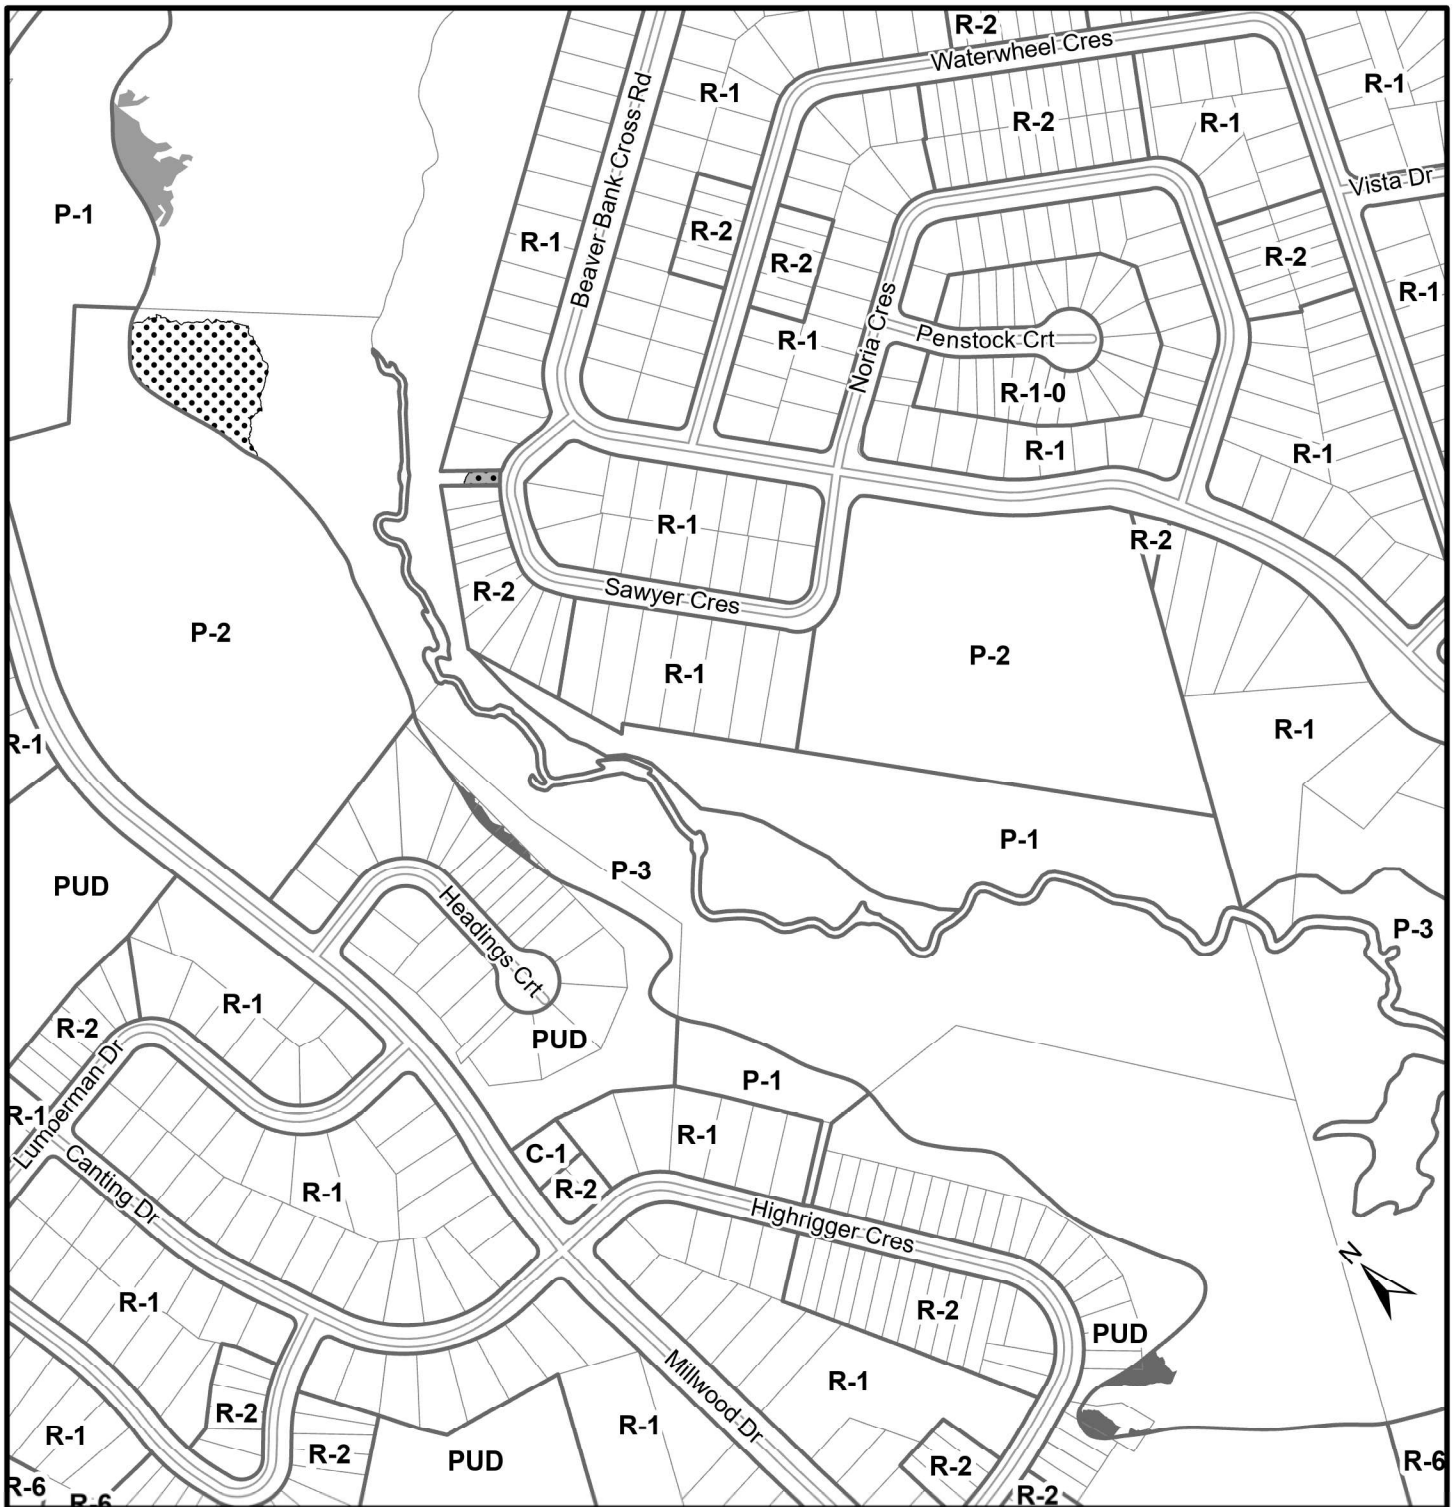 R-2
Waterwheel Cres
R-1
R-1
R-2
R-1
Beaver Bank Cross Rd
Vista Dr
P-1
R-2
R-1
R-2
R-2
R-1
Noria Cres
R-1
Penstock Crt
R-1-0
R-1
R-1
R-1
R-2
R-2
Sawyer Cres
P-2
P-2
R-1
R-1
R-1
P-1
P-3
PUD
Headings Crt
P-3
R-1
R-2
PUD
Lumberman Dr
P-1
R-1
R-1
C-1
R-2
Canting Dr
R-1
Highrigger Cres
N
R-1
R-2
PUD
Millwood Dr
R-1
R-2
R-1
R-1
R-2
PUD
R-2
R-6
R-6
R-6
R-2